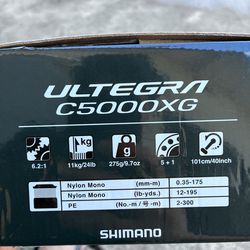 ULTEGRA
C5000XG
kg
6.2:1 11kg/24lb 275g/9.7oz 5 + 1 101cm/40inch
Nylon Mono (mm-m) 0.35-175
Nylon Mono (lb-yds.) 12-195
PE (No.-m / 号-m) 2-300
SHIMANO